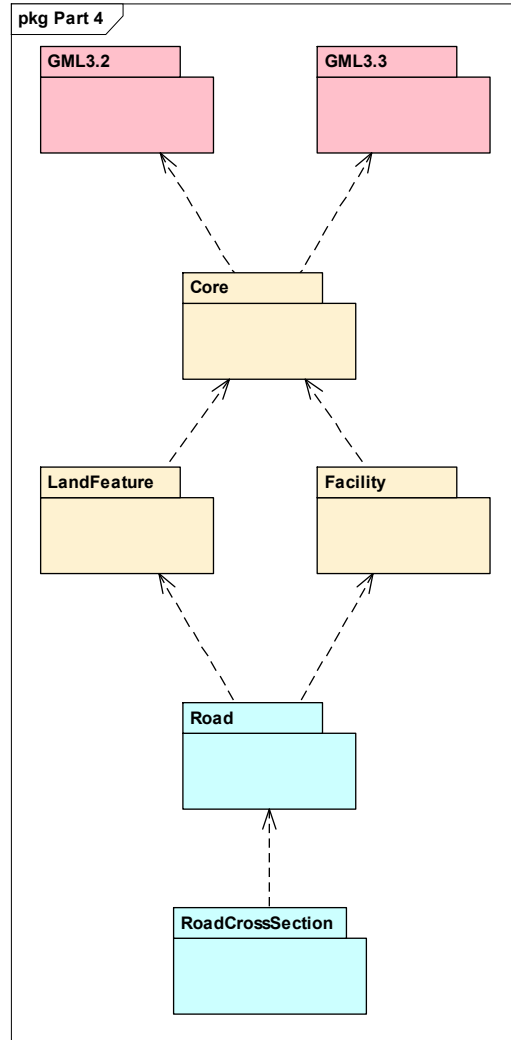 pkg Part 4
GML3.2
GML3.3
Core
LandFeature
Facility
Road
RoadCrossSection